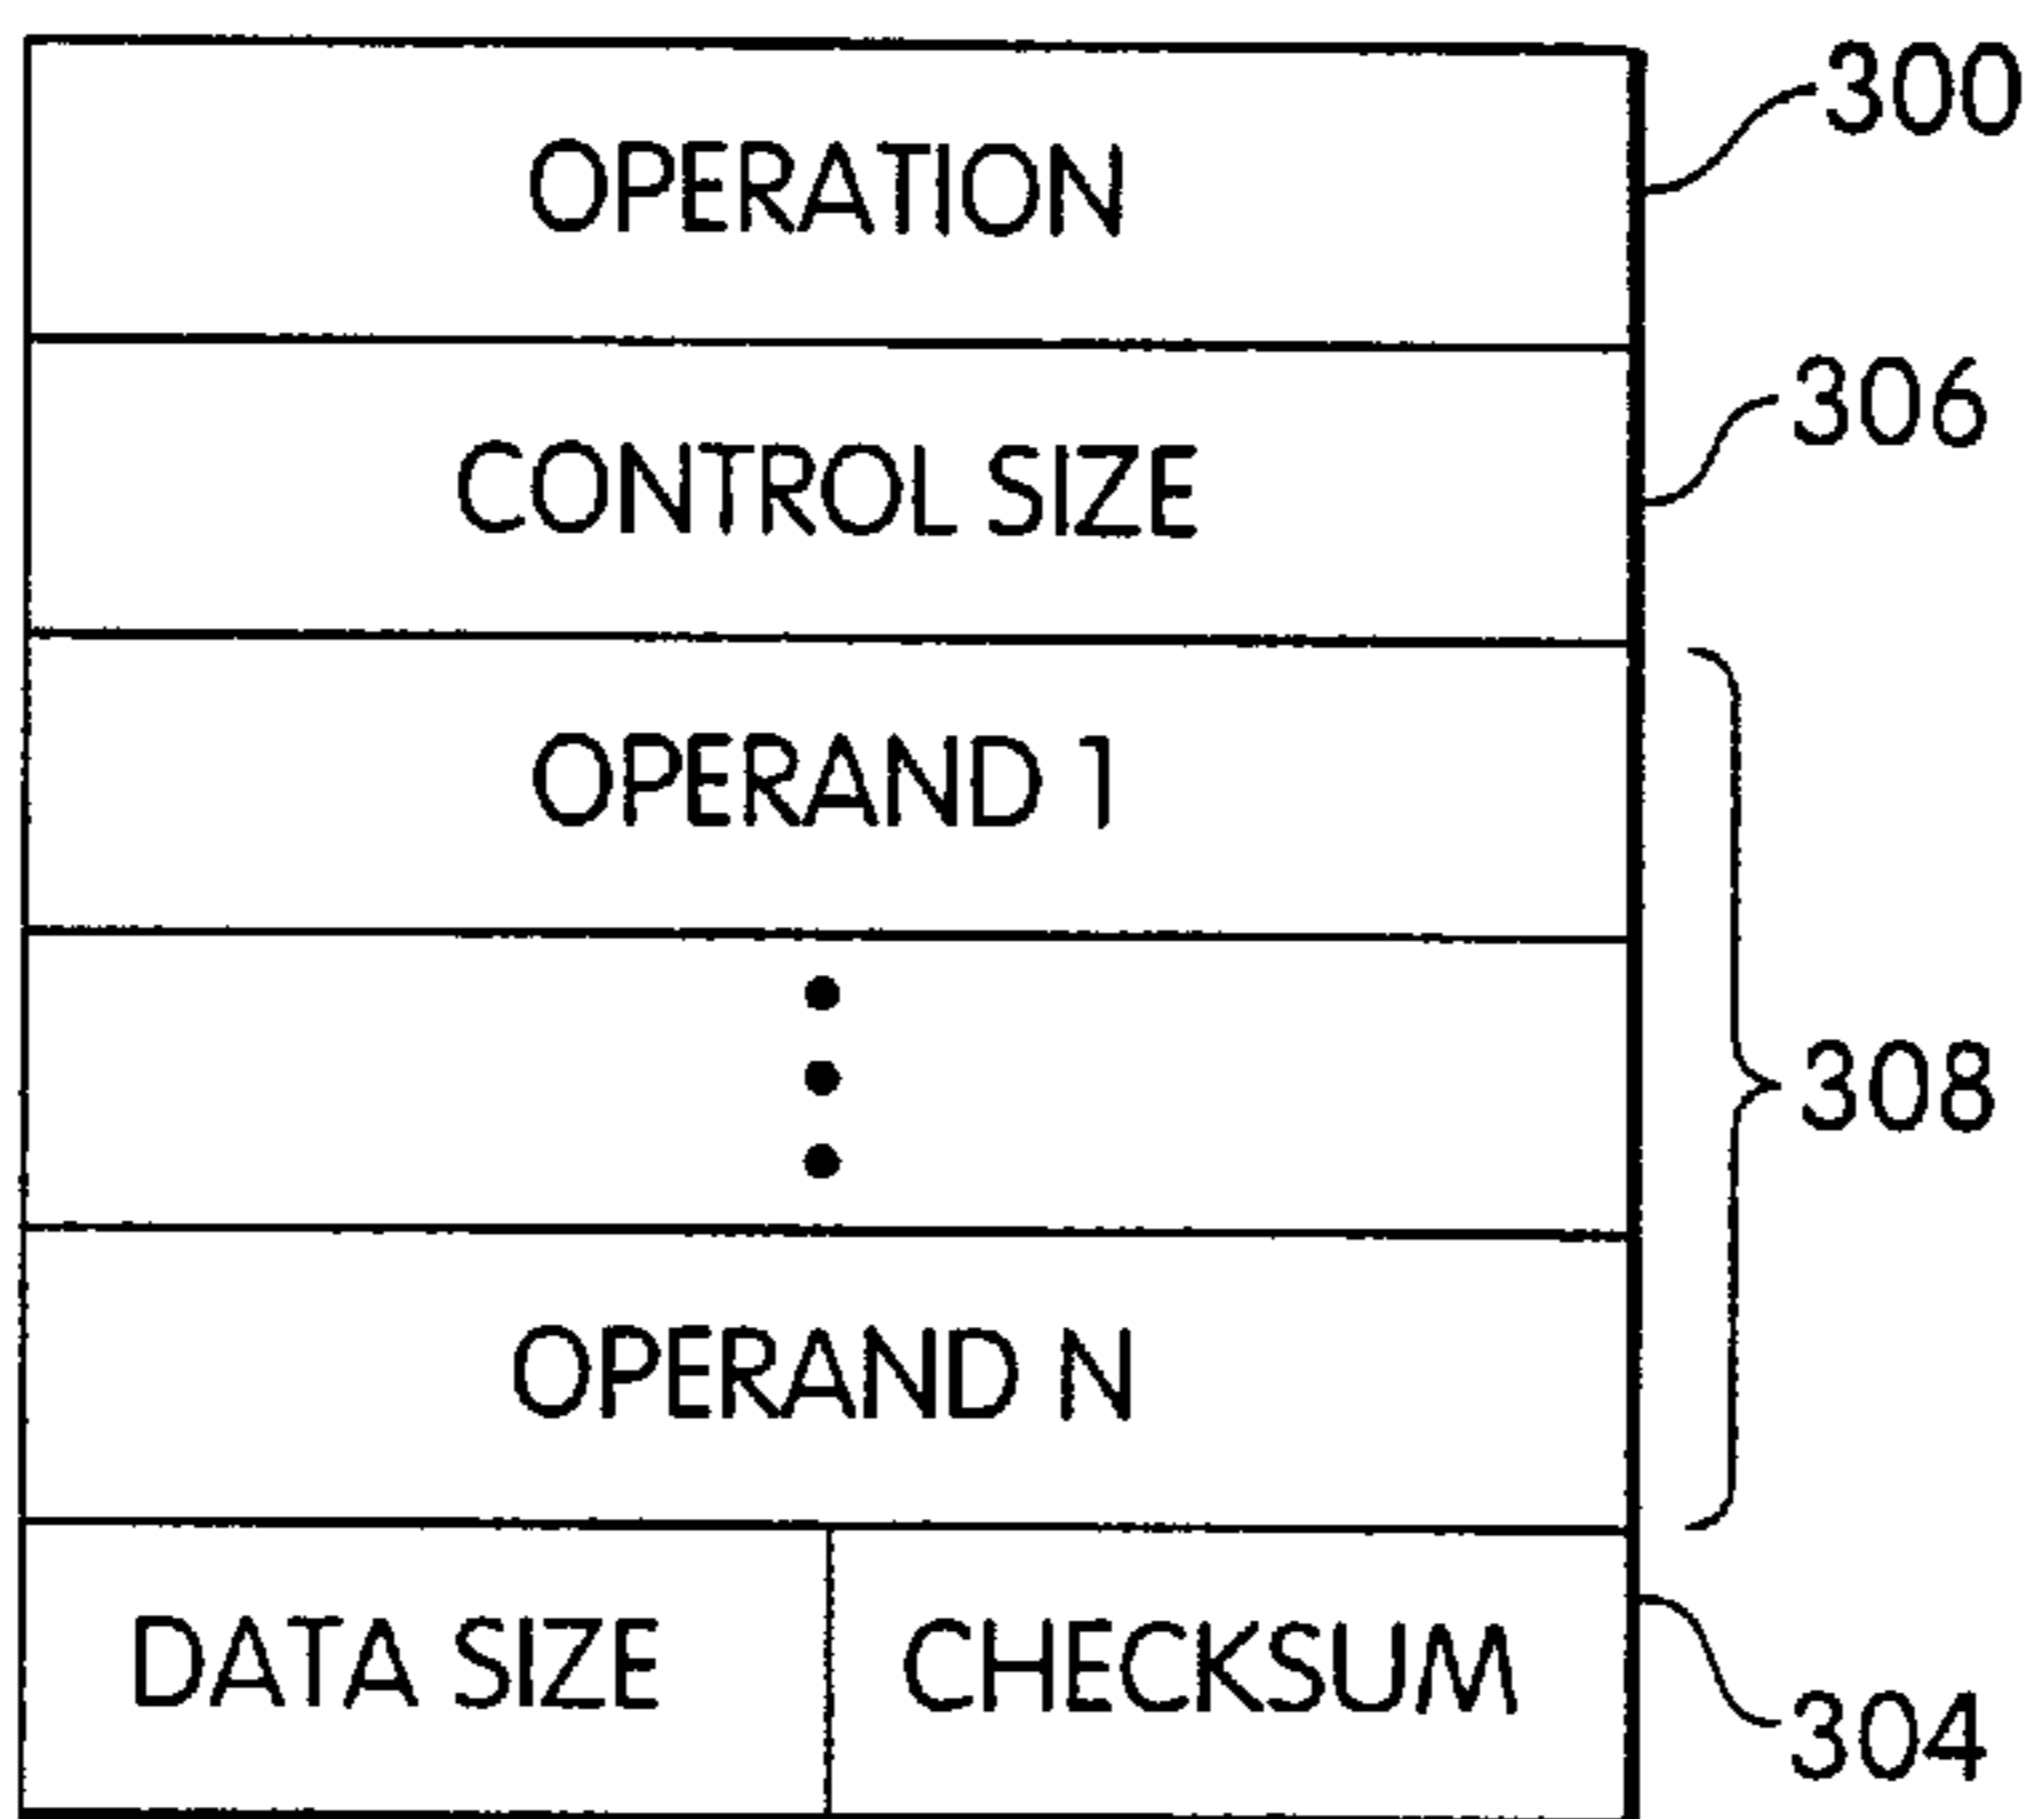 OPERATION
300
CONTROL SIZE
306
OPERAND 1
308
OPERAND N
DATA SIZE
CHECKSUM
304